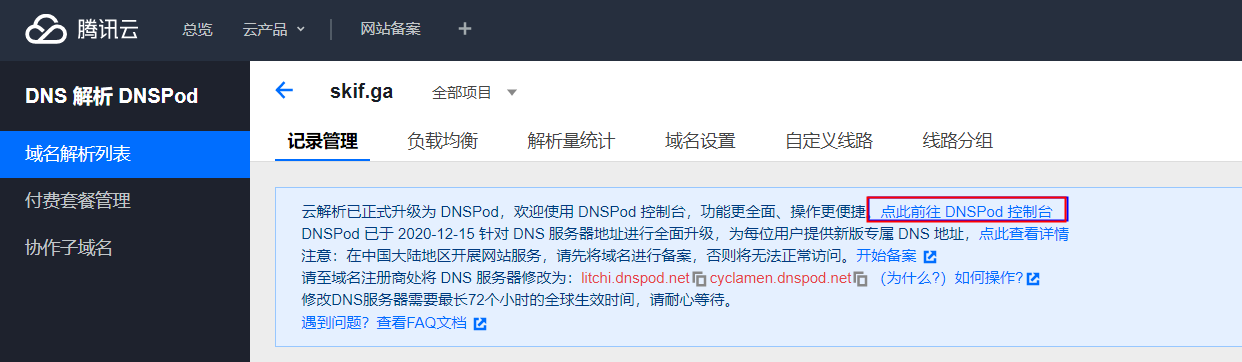 腾讯云 总览 云产品 网站备案 +
DNS 解析 DNSPod
域名解析列表
付费套餐管理
协作子域名
skif.ga 全部项目
记录管理 负载均衡 解析量统计 域名设置 自定义线路 线路分组
云解析已正式升级为 DNSPod，欢迎使用 DNSPod 控制台，功能更全面、操作更便捷 点此前往 DNSPod 控制台
DNSPod 已于 2020-12-15 针对 DNS 服务器地址进行全面升级，为每位用户提供新版专属 DNS 地址，点此查看详情
注意：在中国大陆地区开展网站服务，请先将域名进行备案，否则将无法正常访问。开始备案
请至域名注册商处将 DNS 服务器修改为：litchi.dnspod.net cyclamen.dnspod.net （为什么?）如何操作?
修改DNS服务器需要最长72个小时的全球生效时间，请耐心等待。
遇到问题？查看FAQ文档